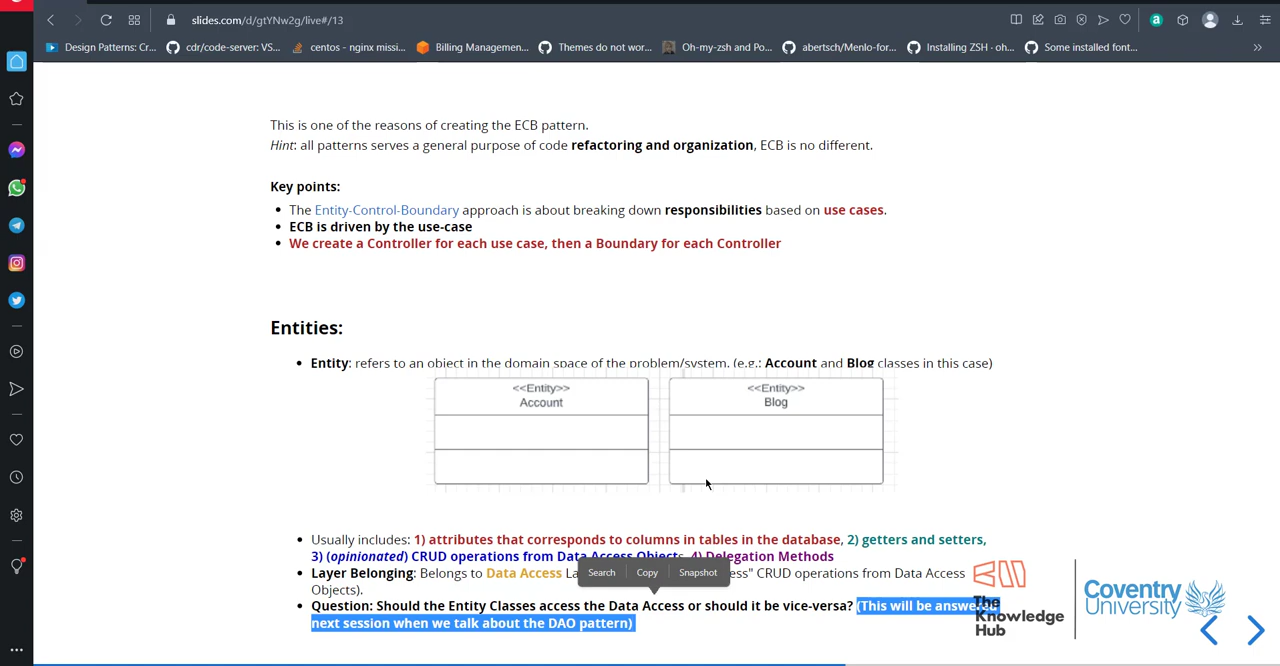 slides.com/d/gtYNw2g/live#/13
Design Patterns: Cr...
cdr/code-server: VS...
centos - nginx missi...
Billing Managemen...
Themes do not wor...
Oh-my-zsh and Po...
abertsch/Menlo-for...
Installing ZSH · oh...
Some installed font...
This is one of the reasons of creating the ECB pattern.
Hint: all patterns serves a general purpose of code refactoring and organization, ECB is no different.
Key points:
The Entity-Control-Boundary approach is about breaking down responsibilities based on use cases.
ECB is driven by the use-case
We create a Controller for each use case, then a Boundary for each Controller
Entities:
Entity: refers to an object in the domain space of the problem/system. (e.g.: Account and Blog classes in this case)
<<Entity>>
Account
<<Entity>>
Blog
Usually includes: 1) attributes that corresponds to columns in tables in the database, 2) getters and setters,
3) (opinionated) CRUD operations from Data Access Objects, 4) Delegation Methods
Layer Belonging: Belongs to Data Access La ess" CRUD operations from Data Access
Objects).
Search
Copy
Snapshot
Question: Should the Entity Classes access the Data Access or should it be vice-versa? (This will be answered
next session when we talk about the DAO pattern)
The
Knowledge
Hub
Coventry
University